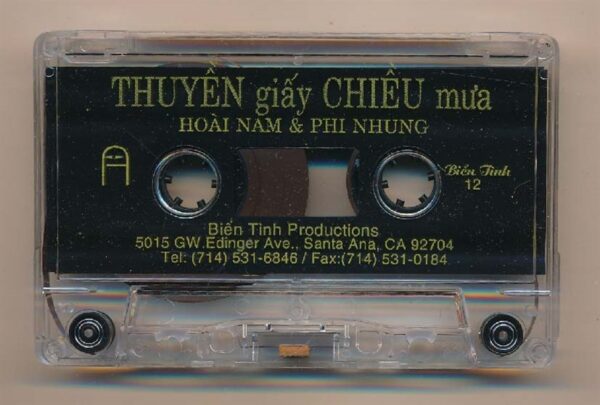 THUYỀN giấy CHIỀU mưa
HOÀI NAM & PHI NHUNG
A
Biển Tình
12
Biển Tình Productions
5015 GW.Edinger Ave., Santa Ana, CA 92704
Tel: (714) 531-6846 / Fax:(714) 531-0184